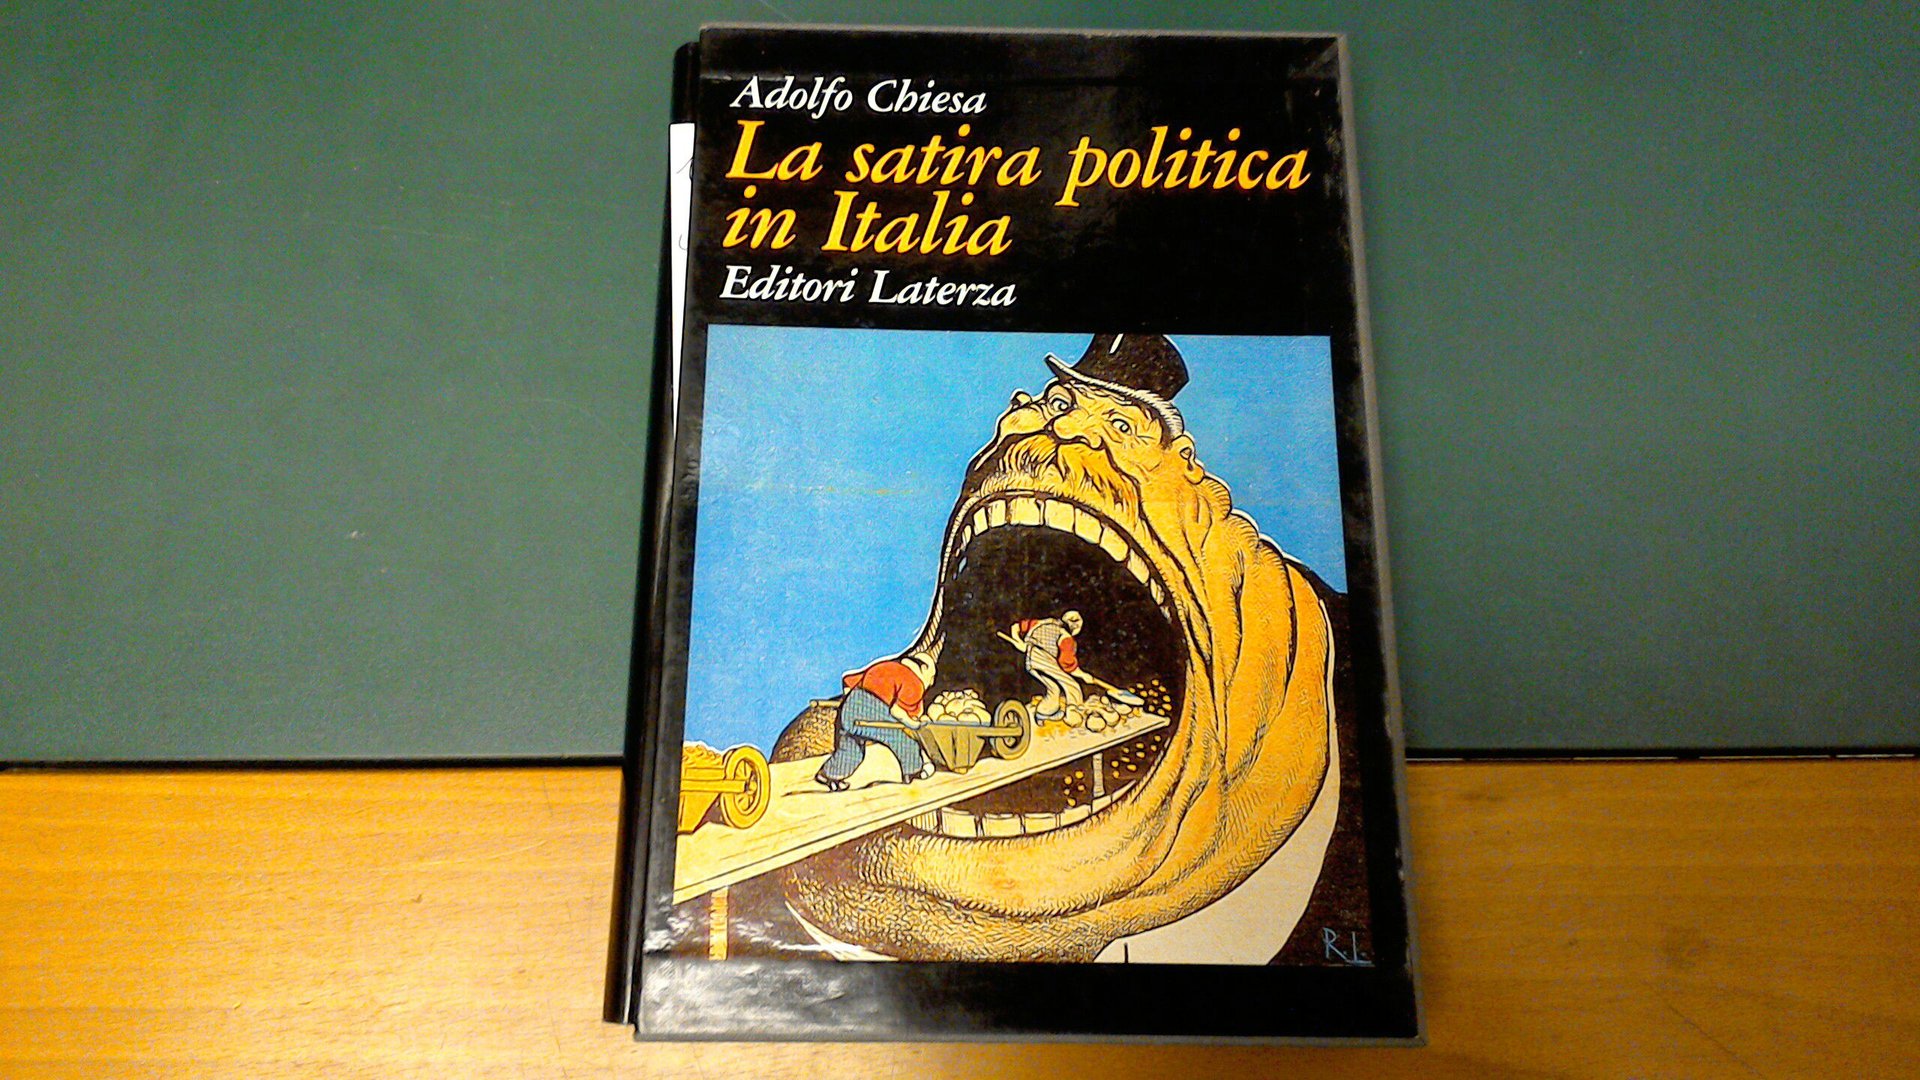 Adolfo Chiesa
La satira politica
in Italia
Editori Laterza
R. L.